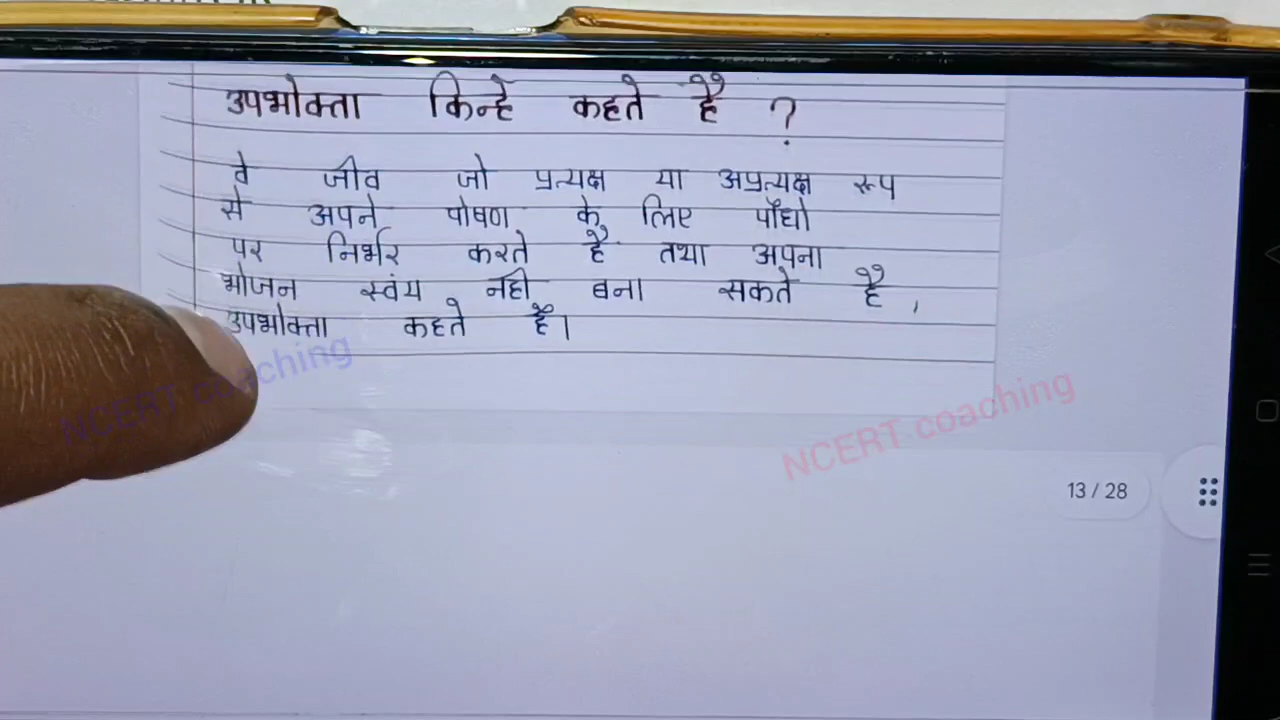 उपभोक्ता किन्हे कहते है ?
वे जीव जो प्रत्यक्ष या अप्रत्यक्ष रूप
से अपने पोषण के लिए पौधो
पर निर्भर करते है तथा अपना
भोजन स्वंय नही बना सकते है ,
उपभोक्ता कहते है।
NCERT coaching
NCERT coaching
13 / 28